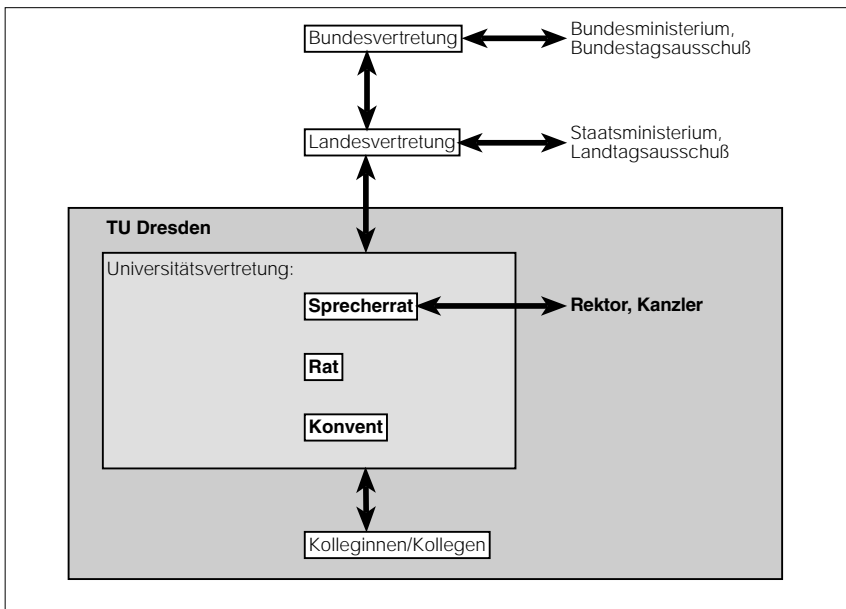 Bundesvertretung
Bundesministerium,
Bundestagsausschuß
Landesvertretung
Staatsministerium,
Landtagsausschuß
TU Dresden
Universitätsvertretung:
Sprecherrat
Rektor, Kanzler
Rat
Konvent
Kolleginnen/Kollegen